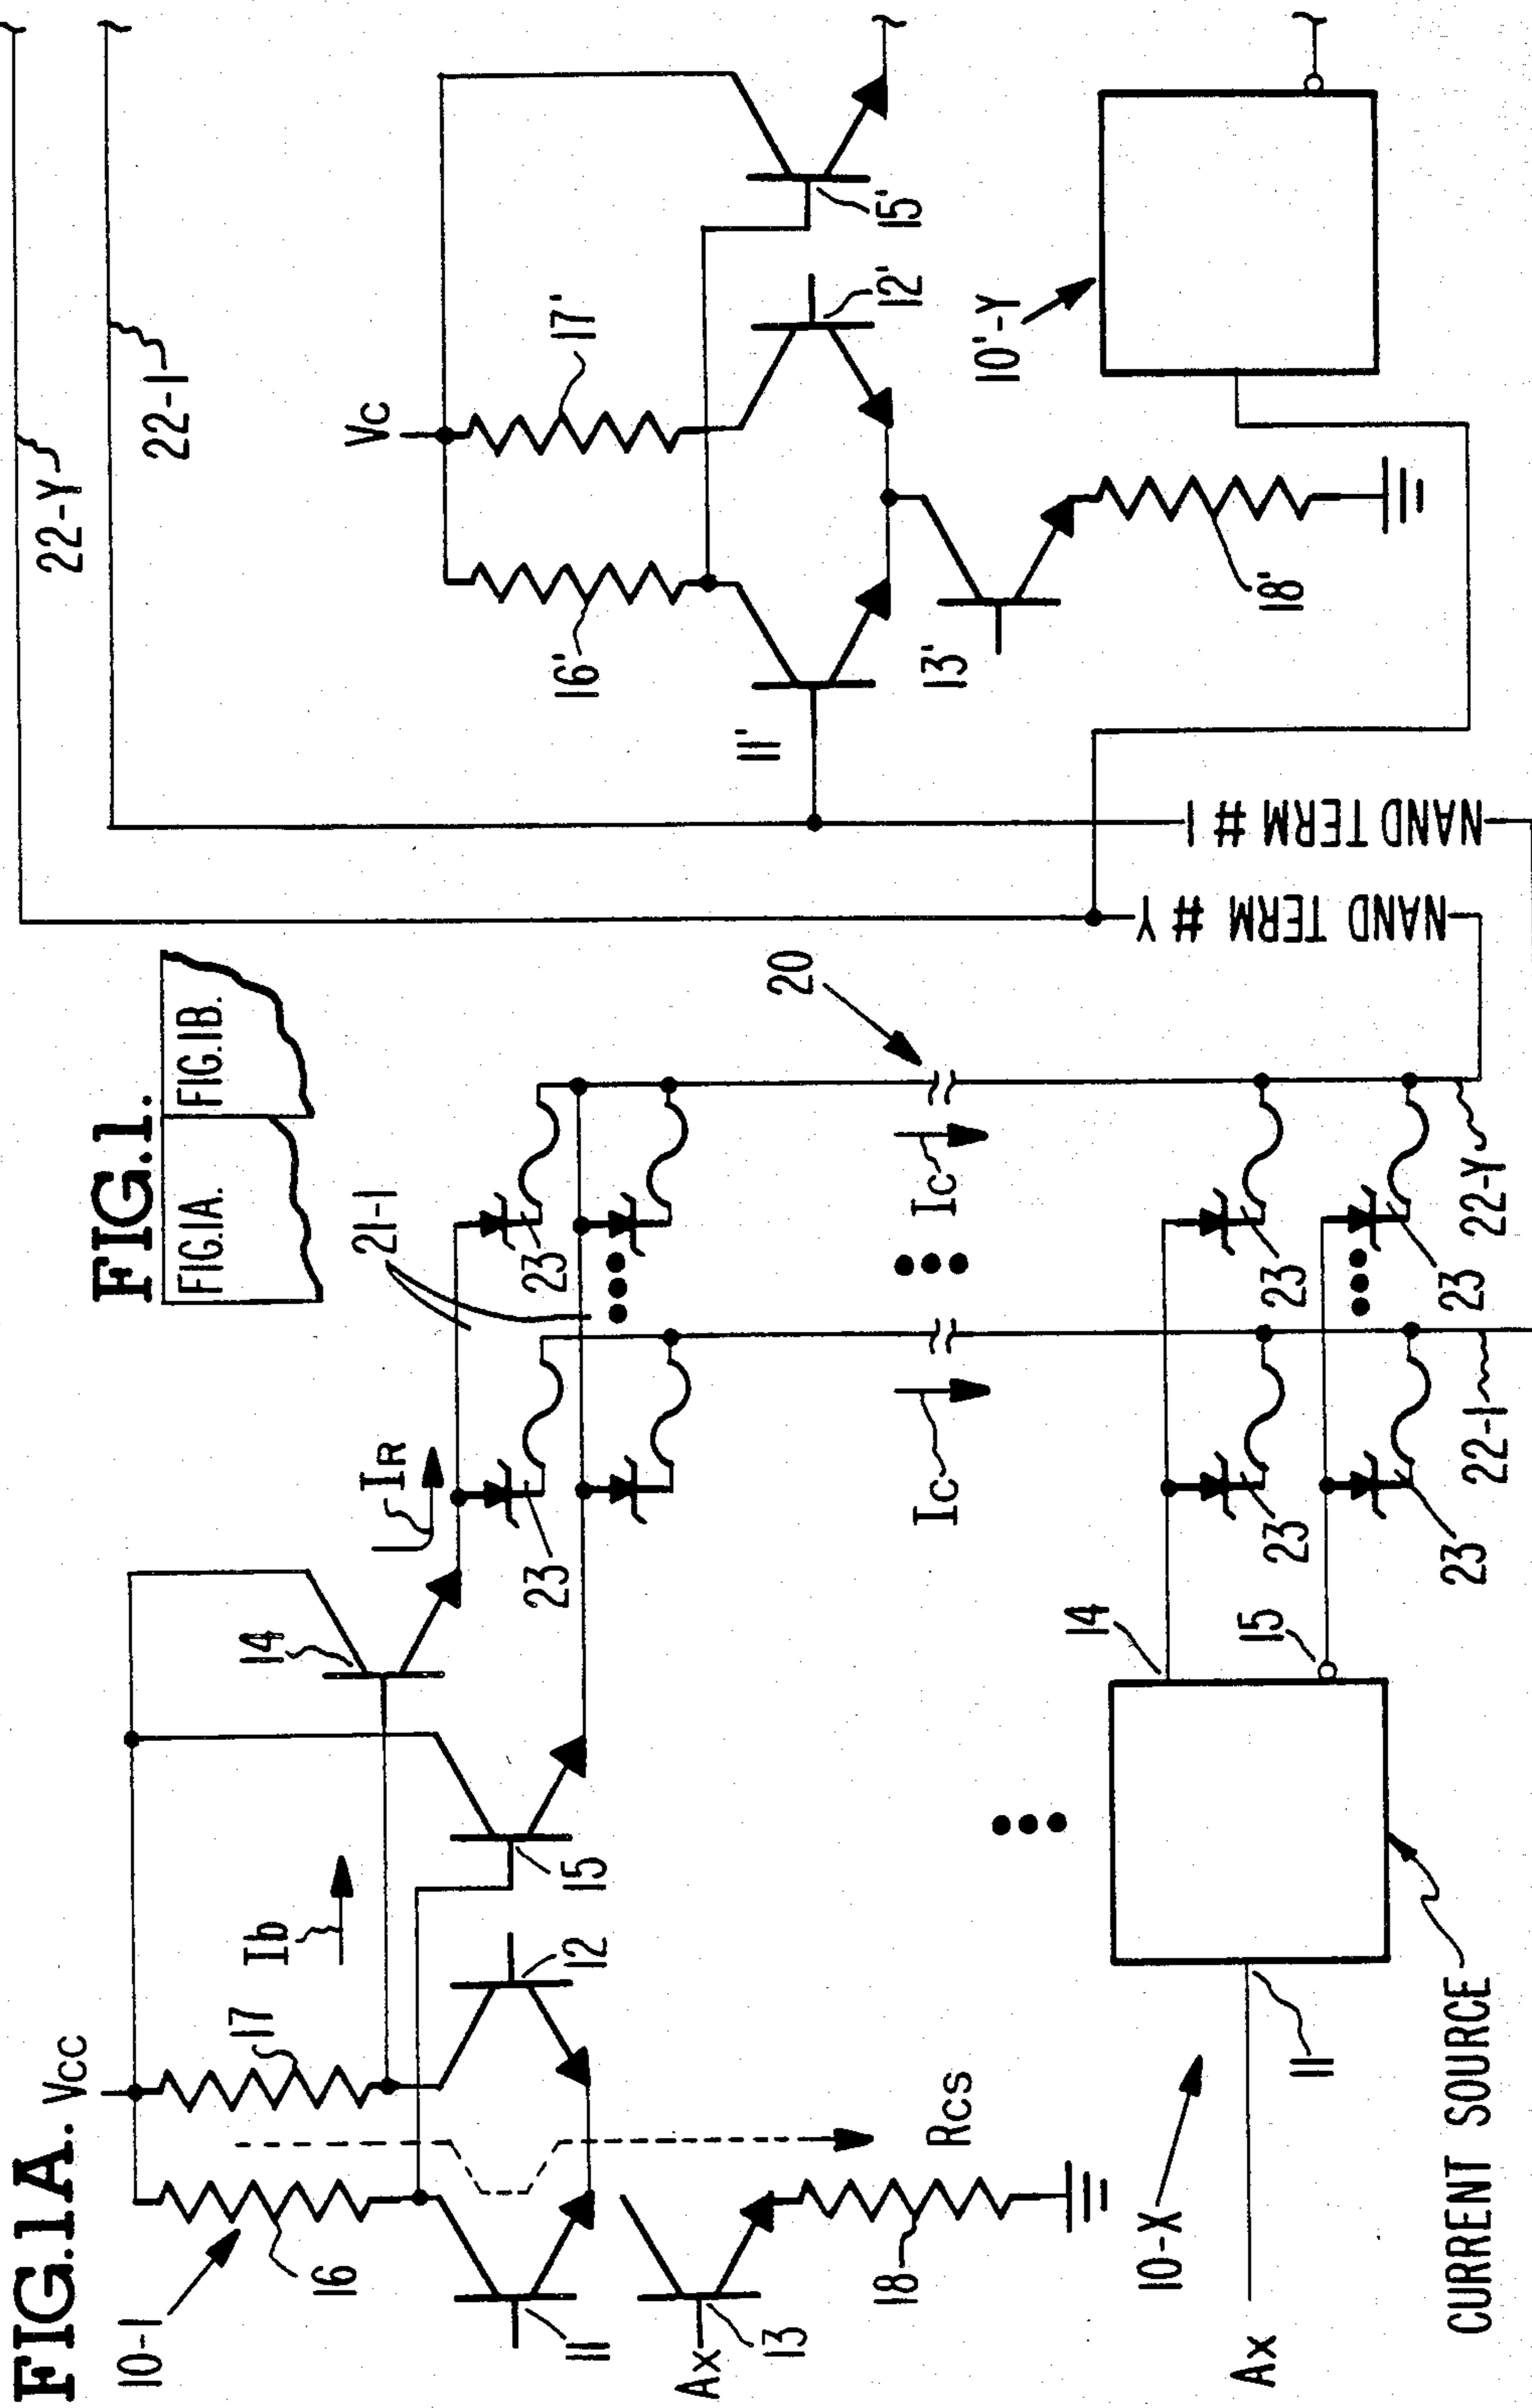 FIG.1A.
FIG.1.
FIG.1A.
FIG.1B.
10-1
Vcc
16
17
Ib
14
IR
21-1
22-Y
22-1
15
12
11
23
23
20
Ax
13
18
Rcs
Ic
Ic
Vc
16'
17'
11'
12'
15'
13'
18'
10'-Y
NAND TERM # Y
NAND TERM # 1
10-X
Ax
11
14
15
23
23
23
23
22-1
22-Y
CURRENT SOURCE